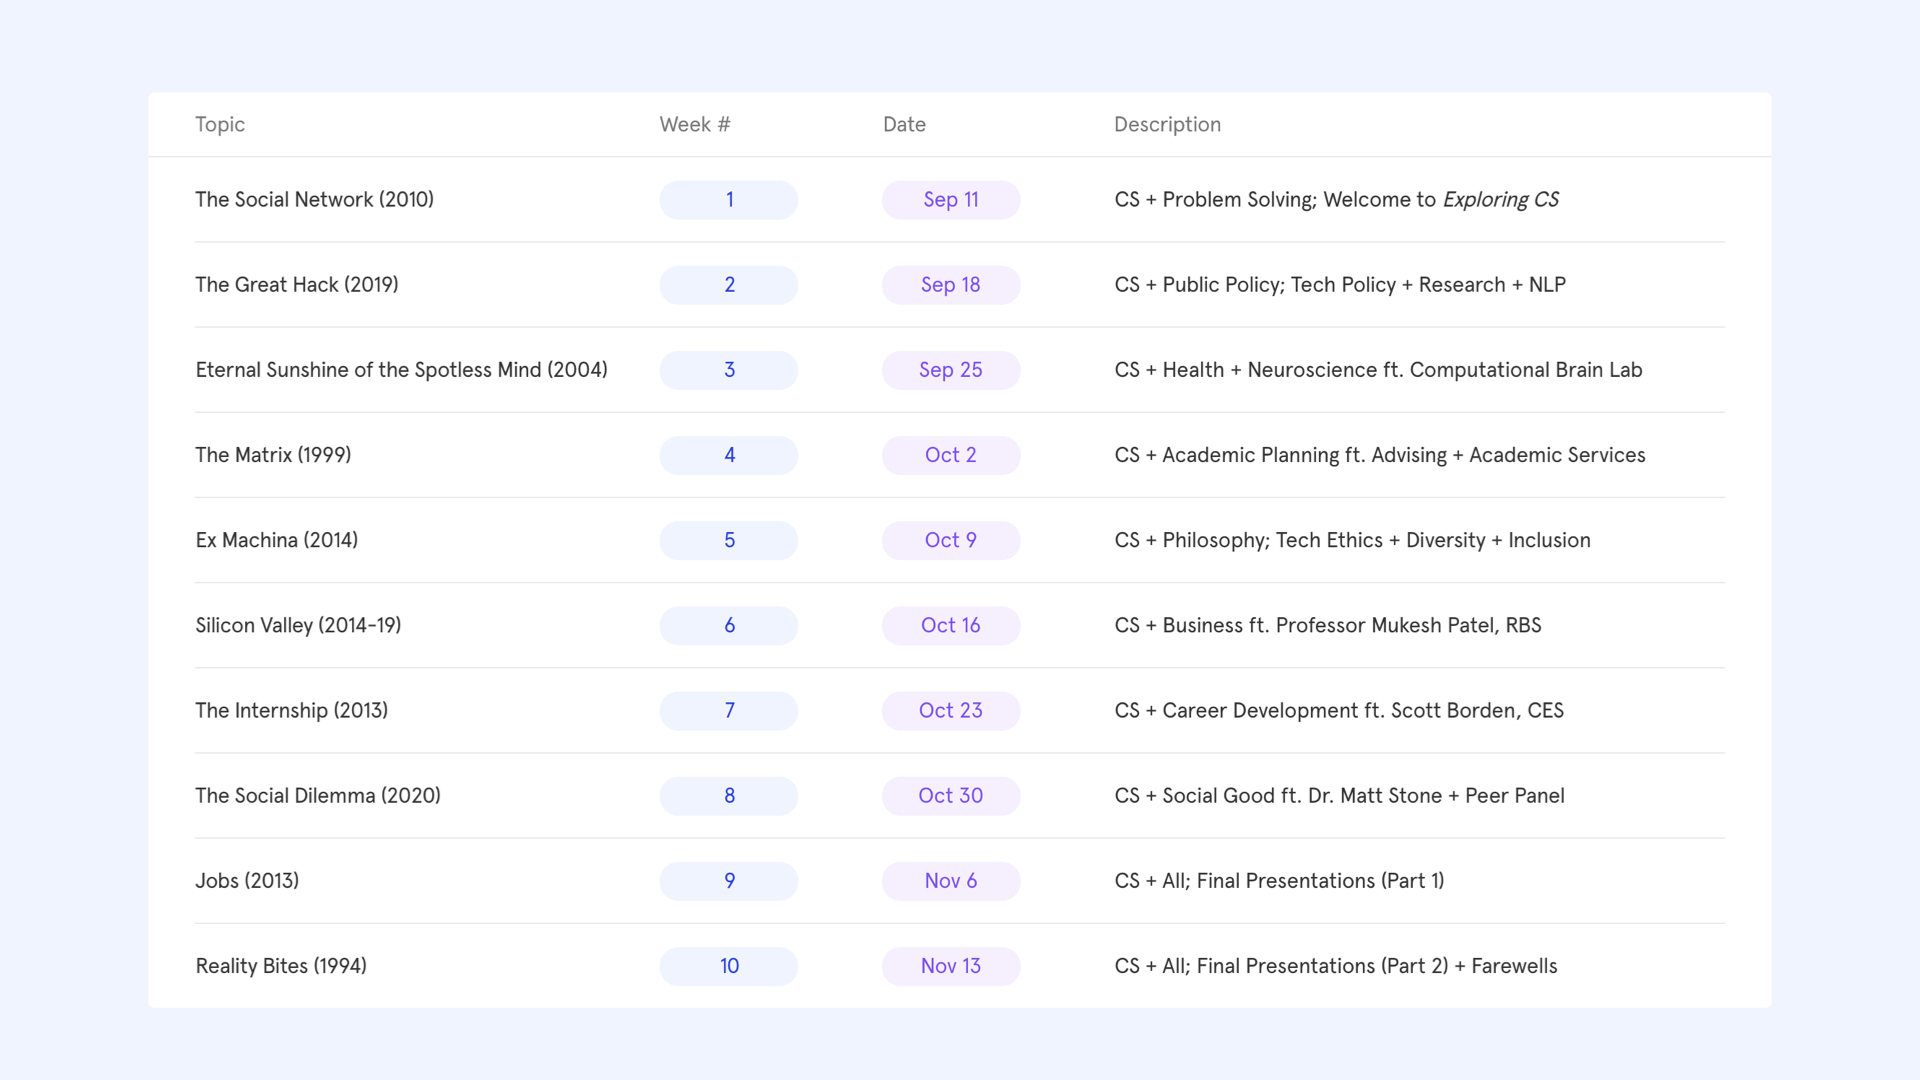 Topic Week # Date Description
The Social Network (2010) 1 Sep 11 CS + Problem Solving; Welcome to Exploring CS
The Great Hack (2019) 2 Sep 18 CS + Public Policy; Tech Policy + Research + NLP
Eternal Sunshine of the Spotless Mind (2004) 3 Sep 25 CS + Health + Neuroscience ft. Computational Brain Lab
The Matrix (1999) 4 Oct 2 CS + Academic Planning ft. Advising + Academic Services
Ex Machina (2014) 5 Oct 9 CS + Philosophy; Tech Ethics + Diversity + Inclusion
Silicon Valley (2014-19) 6 Oct 16 CS + Business ft. Professor Mukesh Patel, RBS
The Internship (2013) 7 Oct 23 CS + Career Development ft. Scott Borden, CES
The Social Dilemma (2020) 8 Oct 30 CS + Social Good ft. Dr. Matt Stone + Peer Panel
Jobs (2013) 9 Nov 6 CS + All; Final Presentations (Part 1)
Reality Bites (1994) 10 Nov 13 CS + All; Final Presentations (Part 2) + Farewells